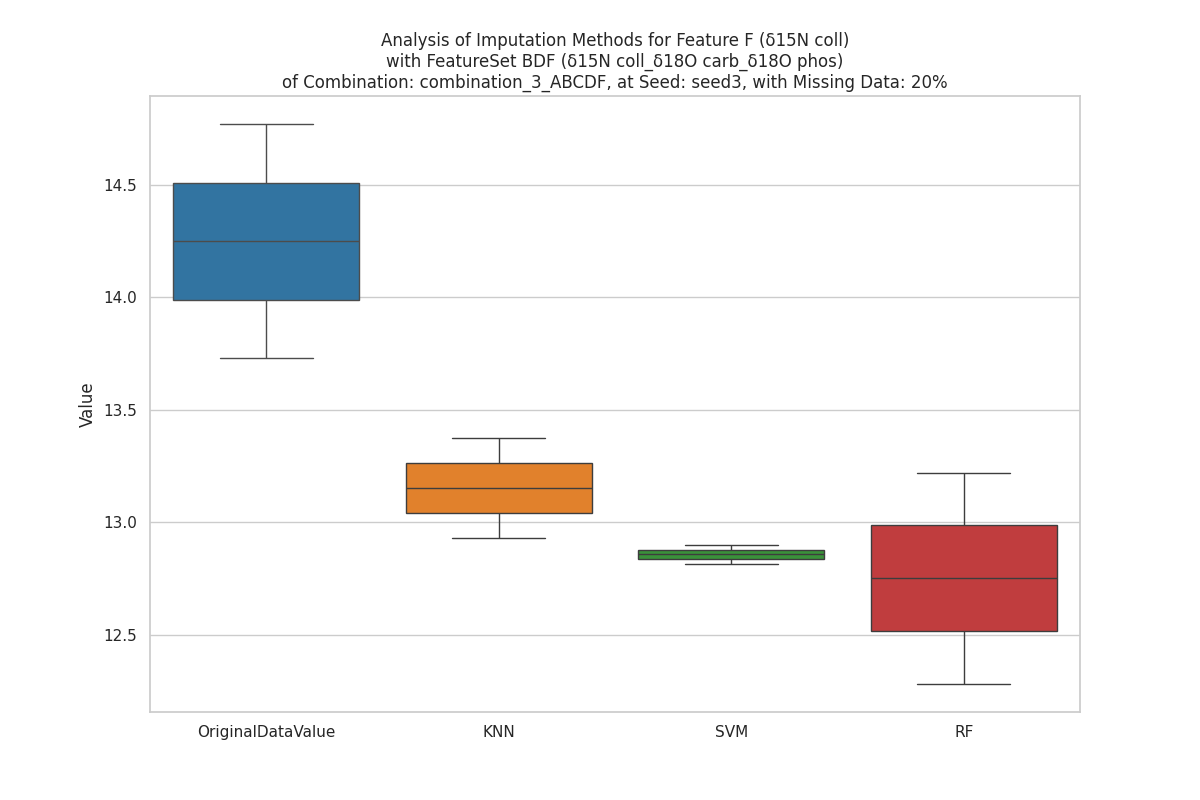 Analysis of Imputation Methods for Feature F (δ15N coll)
with FeatureSet BDF (δ15N coll_δ18O carb_δ18O phos)
of Combination: combination_3_ABCDF, at Seed: seed3, with Missing Data: 20%
14.5
14.0
13.5
13.0
12.5
Value
OriginalDataValue
KNN
SVM
RF